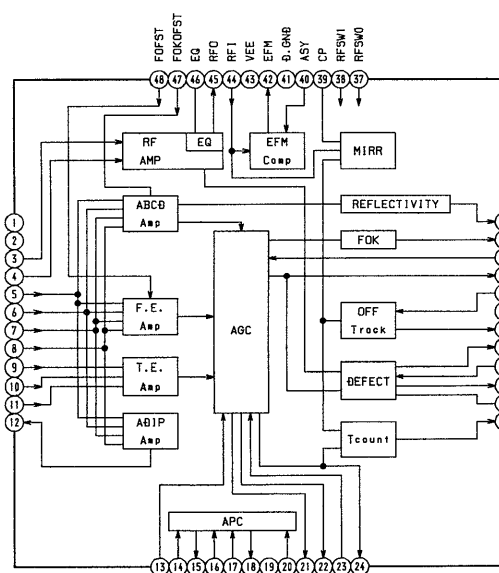 FOFST
FOKOFST
EQ
RFO
RFI
VEE
EFM
D.GND
ASY
CP
RFSW1
RFSW0
48 47 46 45 44 43 42 41 40 39 38 37
RF
AMP
EQ
EFM
Comp
MIRR
ABCD
Amp
REFLECTIVITY
FOK
AGC
F.E.
Amp
OFF
Track
T.E.
Amp
DEFECT
ADIP
Amp
Tcount
APC
1
2
3
4
5
6
7
8
9
10
11
12
13 14 15 16 17 18 19 20 21 22 23 24